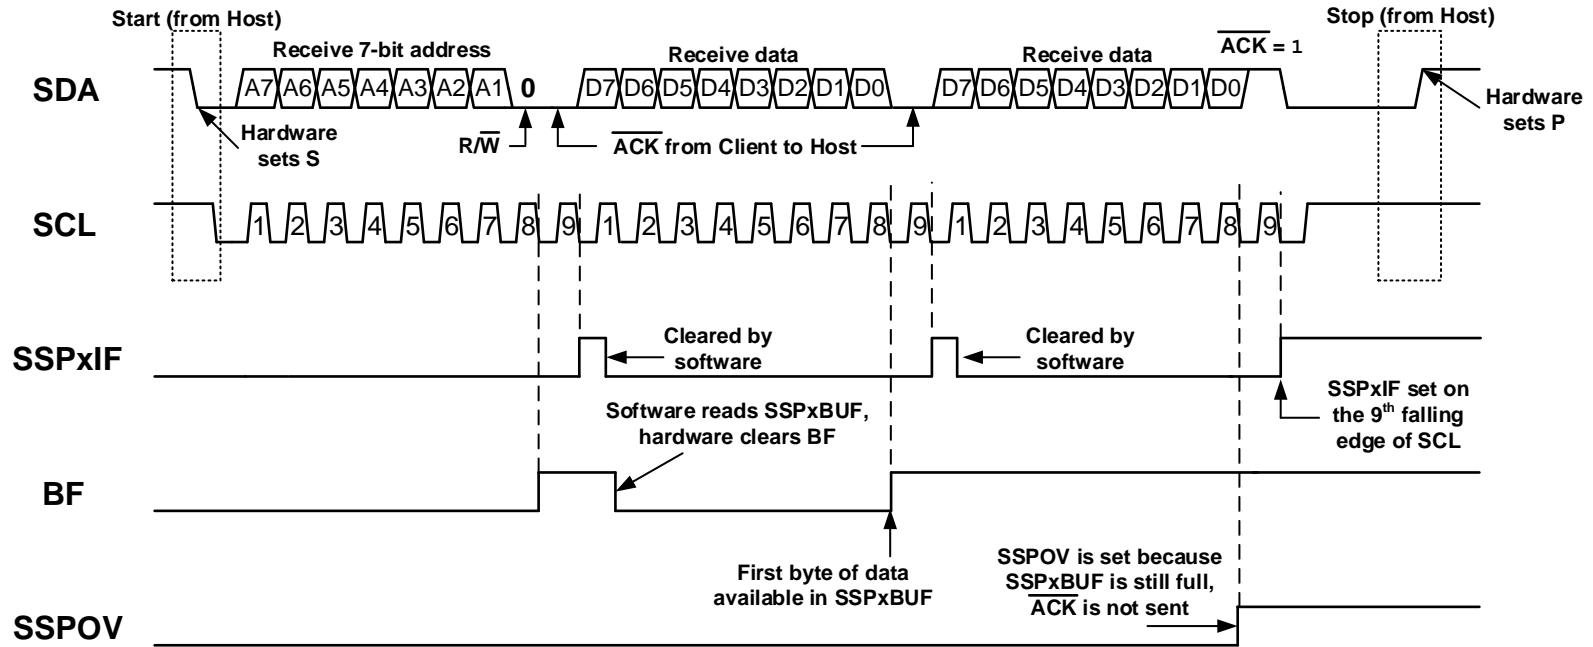 Start (from Host)
Stop (from Host)
Receive 7-bit address
Receive data
Receive data
ACK = 1
SDA
A7 A6 A5 A4 A3 A2 A1 0 D7 D6 D5 D4 D3 D2 D1 D0 D7 D6 D5 D4 D3 D2 D1 D0
Hardware
sets S
R/W
ACK from Client to Host
Hardware
sets P
SCL
1 2 3 4 5 6 7 8 9 1 2 3 4 5 6 7 8 9 1 2 3 4 5 6 7 8 9
SSPxIF
Cleared by
software
Cleared by
software
SSPxIF set on
the 9th falling
edge of SCL
Software reads SSPxBUF,
hardware clears BF
BF
First byte of data
available in SSPxBUF
SSPOV is set because
SSPxBUF is still full,
ACK is not sent
SSPOV